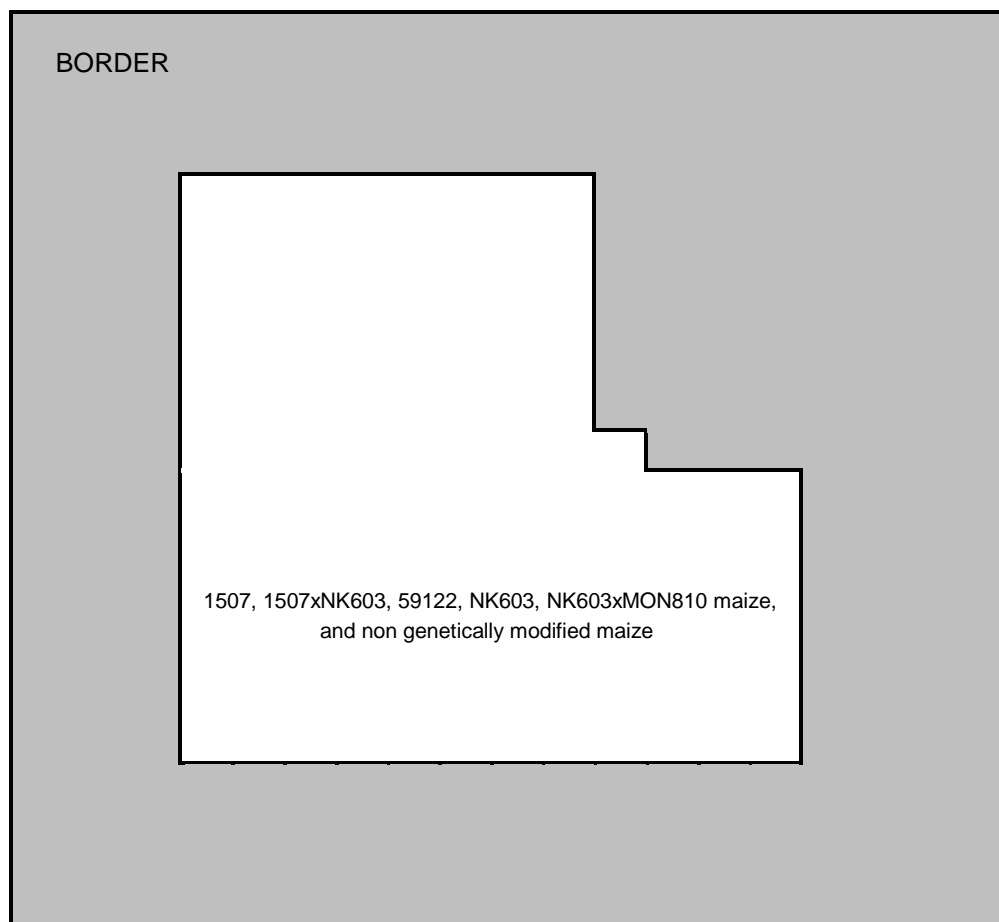 BORDER
1507, 1507xNK603, 59122, NK603, NK603xMON810 maize,
and non genetically modified maize